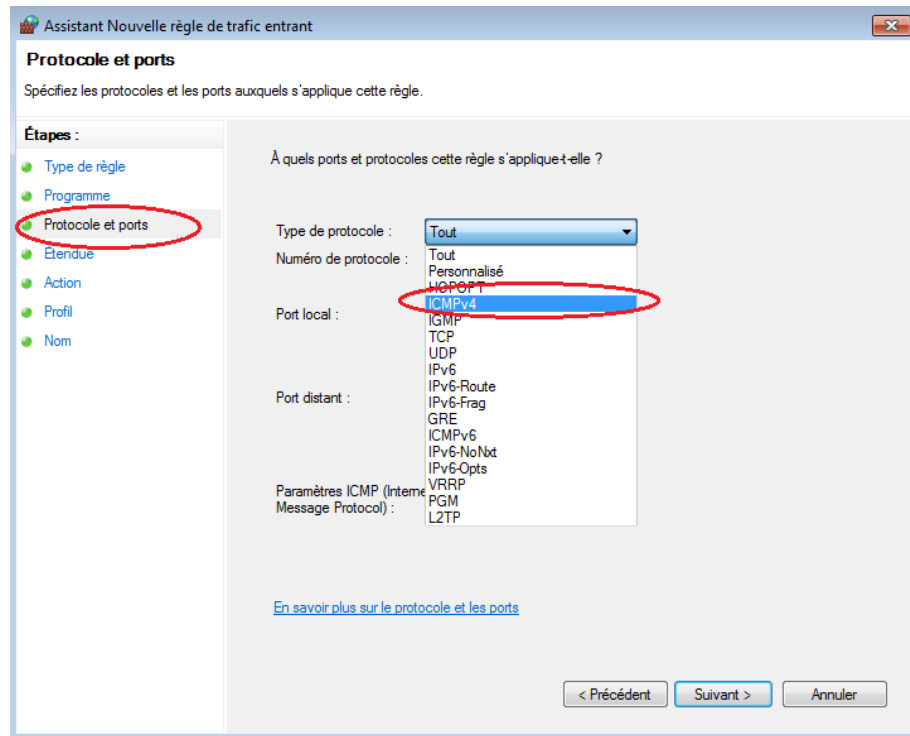 Assistant Nouvelle règle de trafic entrant
Protocole et ports
Spécifiez les protocoles et les ports auxquels s'applique cette règle.
Étapes :
Type de règle
Programme
Protocole et ports
Étendue
Action
Profil
Nom
À quels ports et protocoles cette règle s'applique-t-elle ?
Type de protocole : Tout
Numéro de protocole :
Tout
Personnalisé
HOPOPT
ICMPv4
Port local :
IGMP
TCP
UDP
IPv6
IPv6-Route
Port distant :
IPv6-Frag
GRE
ICMPv6
IPv6-NoNxt
IPv6-Opts
VRRP
Paramètres ICMP (Interne
Message Protocol) :
PGM
L2TP
En savoir plus sur le protocole et les ports
< Précédent Suivant > Annuler